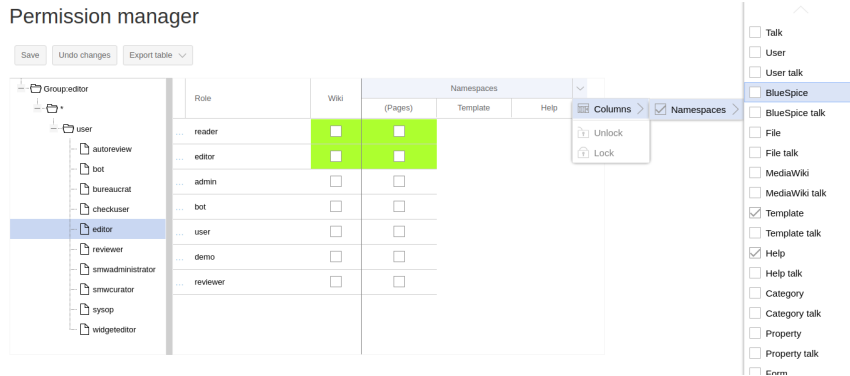 Permission manager
Save
Undo changes
Export table
Group:editor
*
user
autoreview
bot
bureaucrat
checkuser
editor
reviewer
smwadministrator
smwcurator
sysop
widgeteditor
Role
Wiki
Namespaces
(Pages)
Template
Help
... reader
... editor
... admin
... bot
... user
... demo
... reviewer
Columns
Unlock
Lock
Namespaces
Talk
User
User talk
BlueSpice
BlueSpice talk
File
File talk
MediaWiki
MediaWiki talk
Template
Template talk
Help
Help talk
Category
Category talk
Property
Property talk
Form